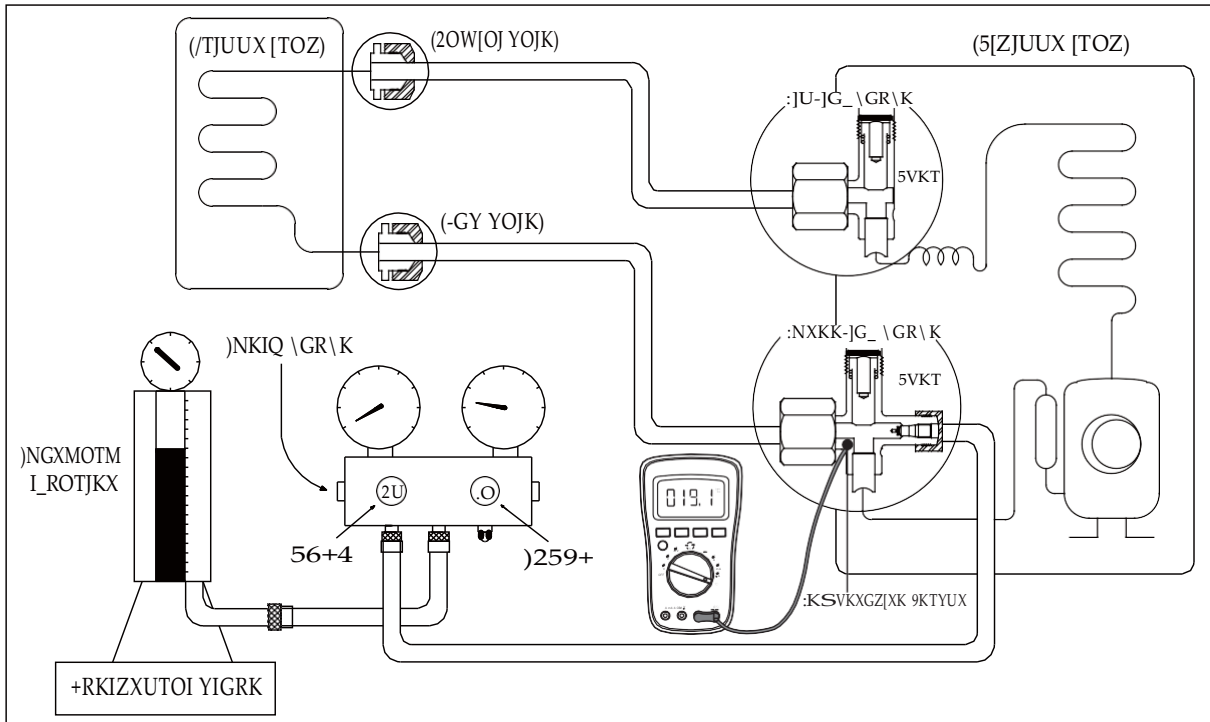 (/TJUUX [TOZ)
(2OW[OJ YOJK)
(5[ZJUUX [TOZ)
:]U-]G_ \GR\K
5VKT
(-GY YOJK)
:NXKK-]G_ \GR\K
5VKT
)NKIQ \GR\K
)NGXMOTM
I_ROTJKX
2U
.O
019.1
56+4
)259+
:KSVKXGZ[XK 9KTYUX
+RKIZXUTOI YIGRK